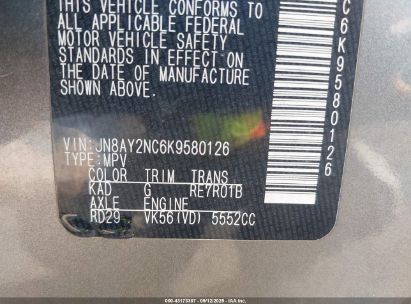 THIS VEHICLE CONFORMS TO ALL
APPLICABLE FEDERAL
MOTOR VEHICLE SAFETY
STANDARDS IN EFFECT ON
THE DATE OF MANUFACTURE
SHOWN ABOVE.
C6K9580126
VIN:JN8AY2NC6K9580126
TYPE:MPV
COLOR TRIM TRANS
KAD G RE7R01B
AXLE ENGINE
RD29 VK56(VD) 5552CC